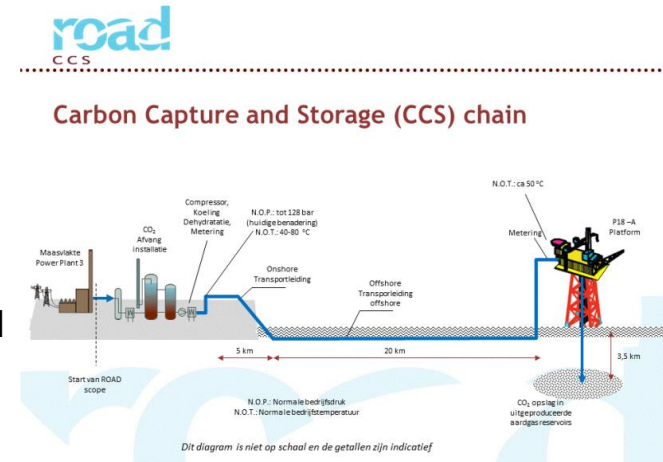 road
CCS
Carbon Capture and Storage (CCS) chain
N.O.T.: ca 50 °C
Compressor,
Koeling
Dehydratatie,
Metering
N.O.P.: tot 128 bar
(huidige benadering)
N.O.T.: 40-80 °C
P18 –A
Platform
CO₂
Afvang
installatie
Metering
Maasvlakte
Power Plant 3
Onshore
Transportleiding
Offshore
Transporleiding
offshore
5 km
20 km
3,5 km
Start van ROAD
scope
N.O.P.: Normale bedrijfsdruk
N.O.T.: Normale bedrijfstemperatuur
CO₂ opslag in
uitgeproduceerde
aardgasreservoirs
Dit diagram is niet op schaal en de getallen zijn indicatief